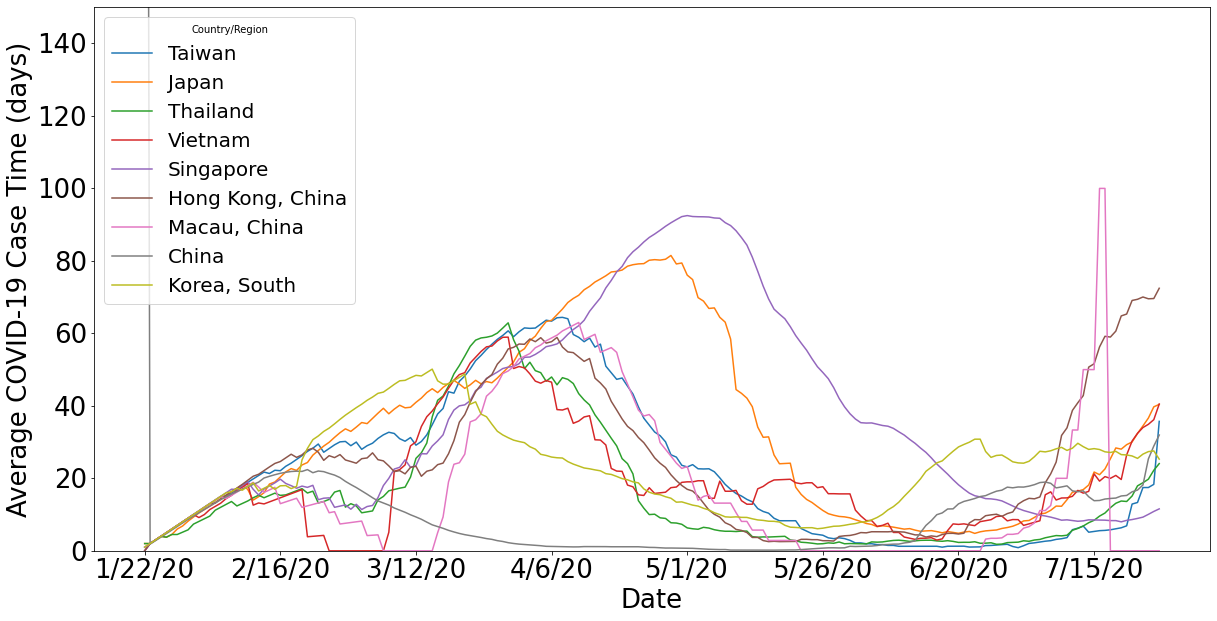 Average COVID-19 Case Time (days)
140
120
100
80
60
40
20
0
Country/Region
Taiwan
Japan
Thailand
Vietnam
Singapore
Hong Kong, China
Macau, China
China
Korea, South
1/22/20 2/16/20 3/12/20 4/6/20 5/1/20 5/26/20 6/20/20 7/15/20
Date